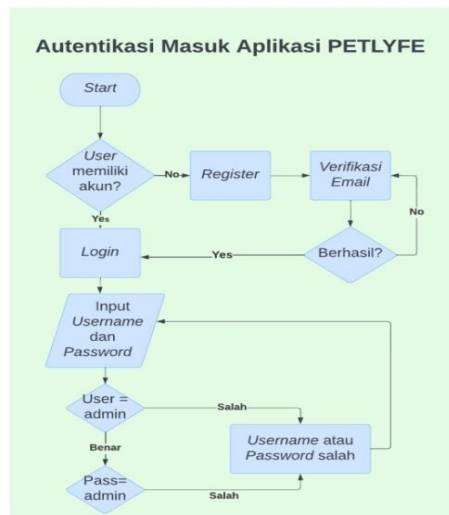 Autentikasi Masuk Aplikasi PETLYFE
Start
User
memiliki
akun?
No
Register
Verifikasi
Email
No
Yes
Login
Yes
Berhasil?
Input
Username
dan
Password
User =
admin
Salah
Benar
Username atau
Password salah
Pass=
admin
Salah